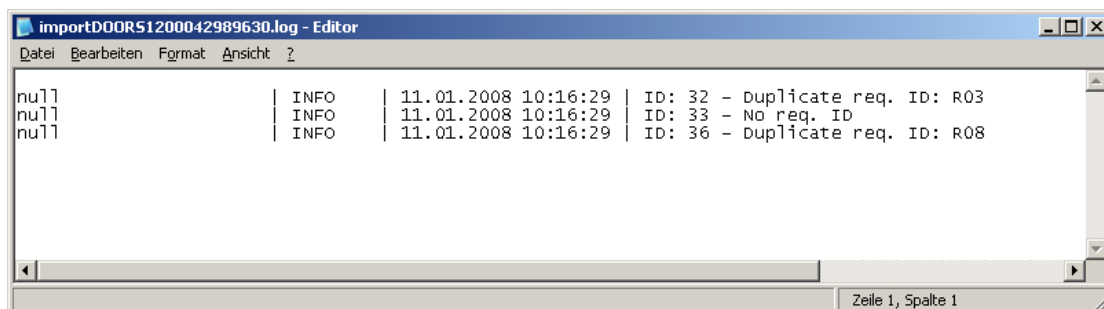 importDOORS1200042989630.log - Editor
Datei Bearbeiten Format Ansicht ?
null | INFO | 11.01.2008 10:16:29 | ID: 32 - Duplicate req. ID: R03
null | INFO | 11.01.2008 10:16:29 | ID: 33 - No req. ID
null | INFO | 11.01.2008 10:16:29 | ID: 36 - Duplicate req. ID: R08
Zeile 1, Spalte 1